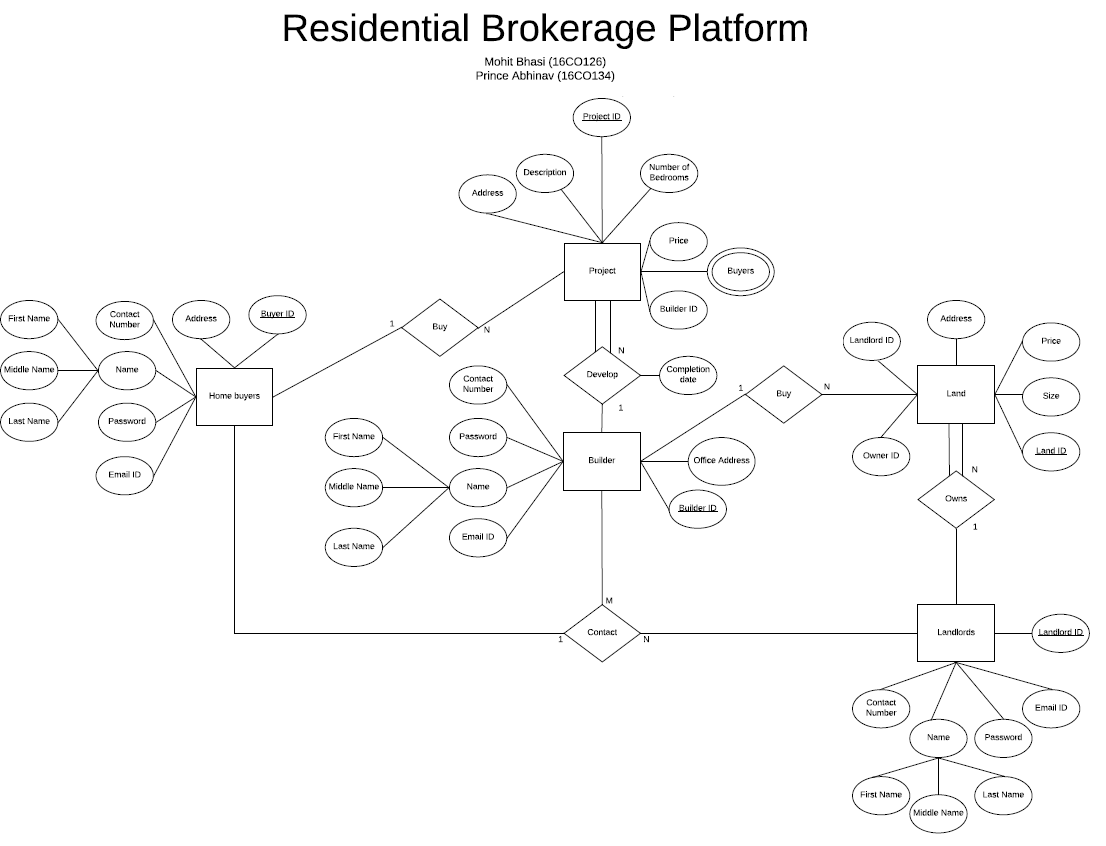 Residential Brokerage Platform
Mohit Bhasi (16CO126)
Prince Abhinav (16CO134)
Project ID
Description
Number of
Bedrooms
Address
Price
Project
Buyers
Builder ID
First Name
Contact
Number
Address
Buyer ID
Buy
1
N
Middle Name
Name
Home buyers
Last Name
Password
Email ID
N
Develop
Completion
date
1
Contact
Number
First Name
Password
Builder
Office Address
Middle Name
Name
Builder ID
Last Name
Email ID
1
Buy
N
Landlord ID
Address
Price
Land
Size
Owner ID
Land ID
N
Owns
1
M
Contact
1
N
Landlords
Landlord ID
Contact
Number
Email ID
Name
Password
First Name
Middle Name
Last Name